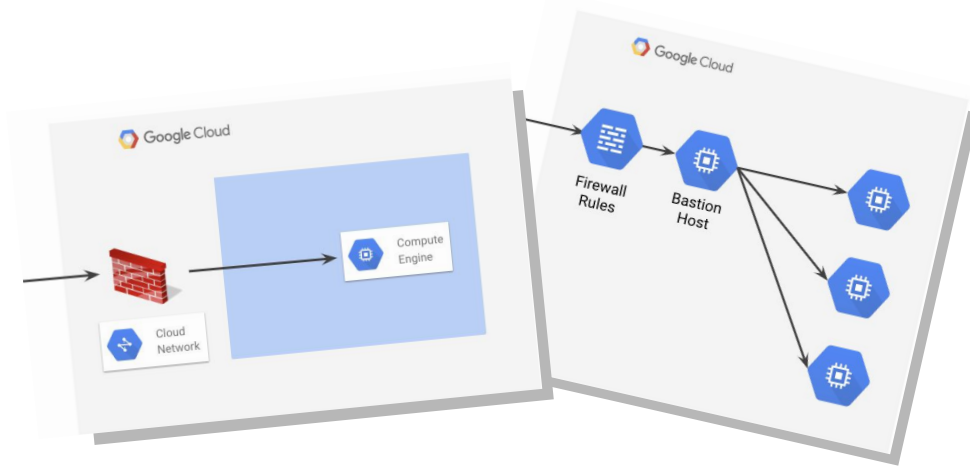 Google Cloud
Compute
Engine
Cloud
Network
Google Cloud
Firewall
Rules
Bastion
Host